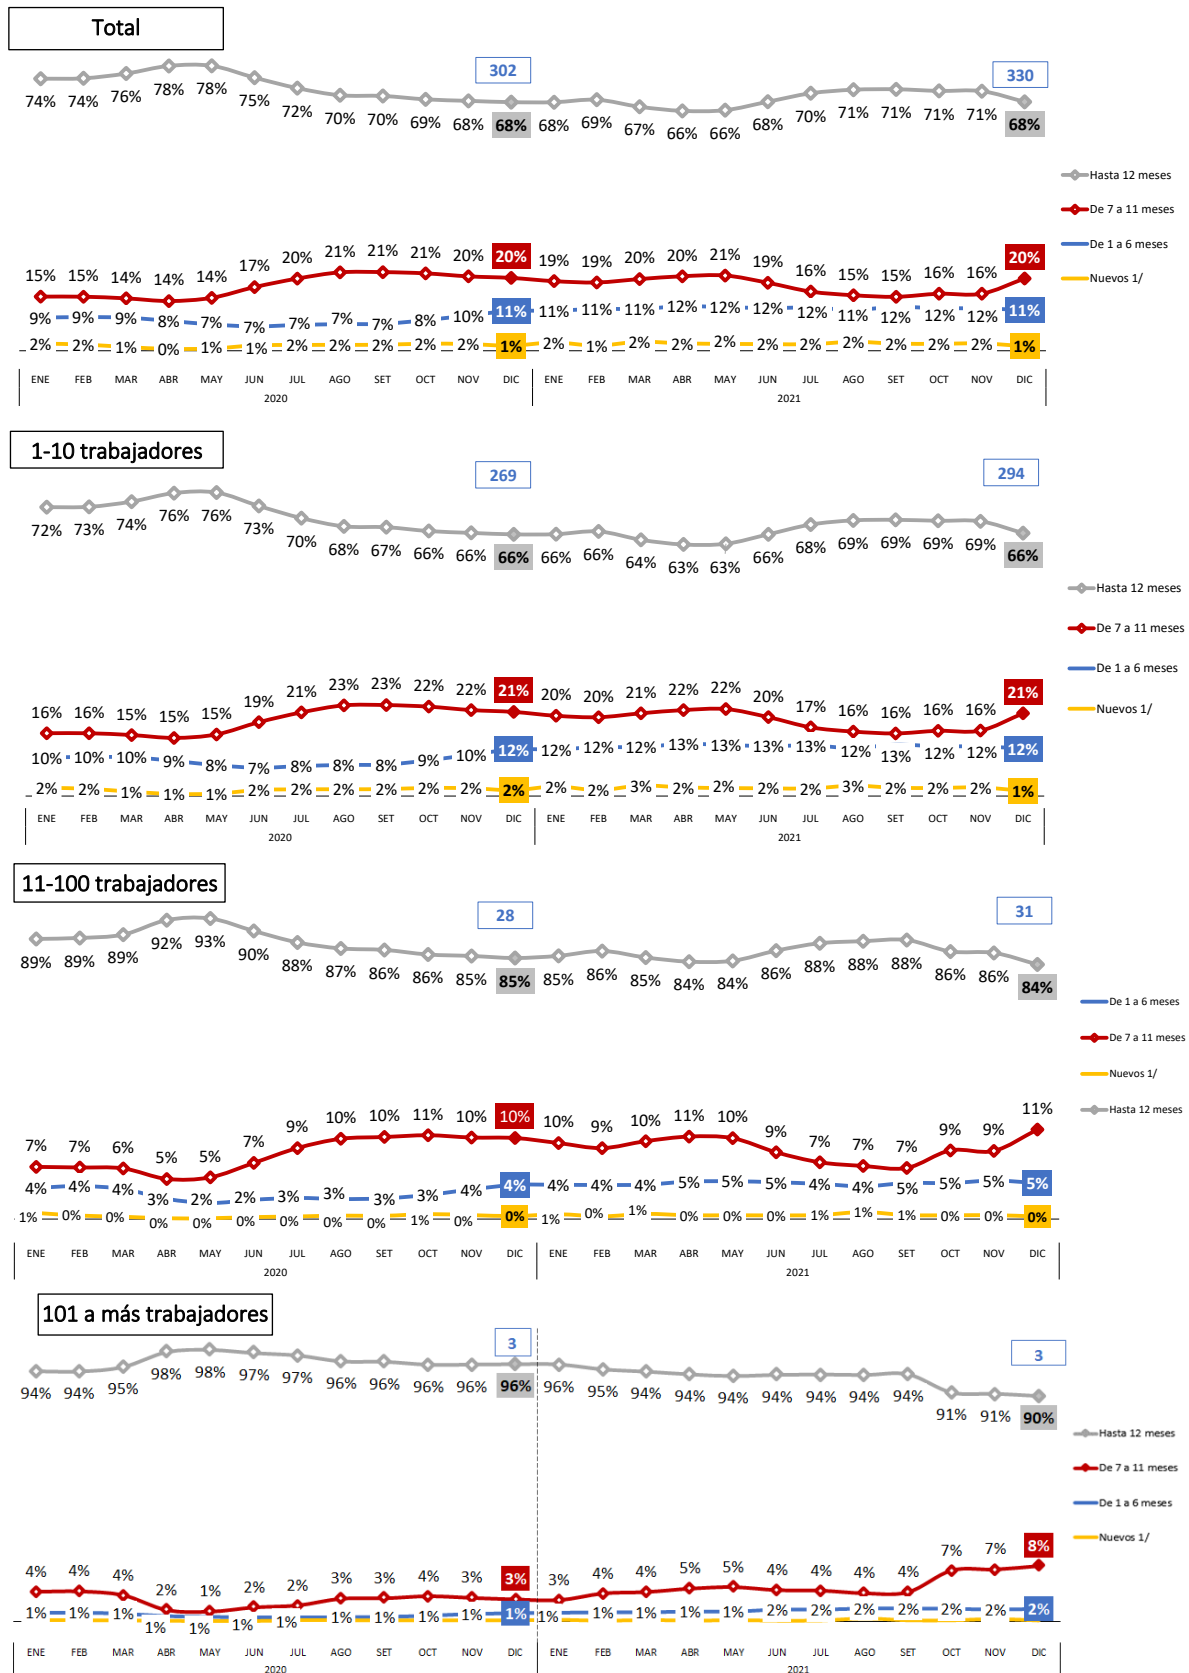 Total
302
330
74% 74% 76% 78% 78% 75% 72% 70% 70% 69% 68% 68% 68% 69% 67% 66% 66% 68% 70% 71% 71% 71% 71% 68%
Hasta 12 meses
De 7 a 11 meses
De 1 a 6 meses
Nuevos 1/
15% 15% 14% 14% 14% 17% 20% 21% 21% 21% 20% 20% 19% 19% 20% 20% 21% 19% 16% 15% 15% 16% 16% 20%
9% 9% 9% 8% 7% 7% 7% 7% 7% 8% 10% 11% 11% 11% 11% 12% 12% 12% 12% 11% 12% 12% 12% 11%
2% 2% 1% 0% 1% 1% 2% 2% 2% 2% 2% 1% 2% 1% 2% 2% 2% 2% 2% 2% 2% 2% 2% 1%
ENE FEB MAR ABR MAY JUN JUL AGO SET OCT NOV DIC ENE FEB MAR ABR MAY JUN JUL AGO SET OCT NOV DIC
2020 2021
1-10 trabajadores
269
294
72% 73% 74% 76% 76% 73% 70% 68% 67% 66% 66% 66% 66% 66% 64% 63% 63% 66% 68% 69% 69% 69% 69% 66%
Hasta 12 meses
De 7 a 11 meses
De 1 a 6 meses
Nuevos 1/
16% 16% 15% 15% 15% 19% 21% 23% 23% 22% 22% 21% 20% 20% 21% 22% 22% 20% 17% 16% 16% 16% 16% 21%
10% 10% 10% 9% 8% 7% 8% 8% 8% 9% 10% 12% 12% 12% 12% 13% 13% 13% 13% 12% 13% 12% 12% 12%
2% 2% 1% 1% 1% 2% 2% 2% 2% 2% 2% 2% 2% 2% 3% 2% 2% 2% 2% 3% 2% 2% 2% 1%
ENE FEB MAR ABR MAY JUN JUL AGO SET OCT NOV DIC ENE FEB MAR ABR MAY JUN JUL AGO SET OCT NOV DIC
2020 2021
11-100 trabajadores
28
31
89% 89% 89% 92% 93% 90% 88% 87% 86% 86% 85% 85% 85% 86% 85% 84% 84% 86% 88% 88% 88% 86% 86% 84%
De 1 a 6 meses
De 7 a 11 meses
Nuevos 1/
Hasta 12 meses
7% 7% 6% 5% 5% 7% 9% 10% 10% 11% 10% 10% 10% 9% 10% 11% 10% 9% 7% 7% 7% 9% 9% 11%
4% 4% 4% 3% 2% 2% 3% 3% 3% 3% 4% 4% 4% 4% 4% 5% 5% 5% 4% 4% 5% 5% 5% 5%
1% 0% 0% 0% 0% 0% 0% 0% 0% 1% 0% 0% 1% 0% 1% 0% 0% 0% 1% 1% 1% 0% 0% 0%
ENE FEB MAR ABR MAY JUN JUL AGO SET OCT NOV DIC ENE FEB MAR ABR MAY JUN JUL AGO SET OCT NOV DIC
2020 2021
101 a más trabajadores
3
3
94% 94% 95% 98% 98% 97% 97% 96% 96% 96% 96% 96% 96% 95% 94% 94% 94% 94% 94% 94% 94% 91% 91% 90%
Hasta 12 meses
De 7 a 11 meses
De 1 a 6 meses
Nuevos 1/
4% 4% 4% 2% 1% 2% 2% 3% 3% 4% 3% 3% 3% 4% 4% 5% 5% 4% 4% 4% 4% 7% 7% 8%
1% 1% 1% 1% 1% 1% 1% 1% 1% 1% 1% 1% 1% 1% 1% 1% 1% 2% 2% 2% 2% 2% 2% 2%
ENE FEB MAR ABR MAY JUN JUL AGO SET OCT NOV DIC ENE FEB MAR ABR MAY JUN JUL AGO SET OCT NOV DIC
2020 2021